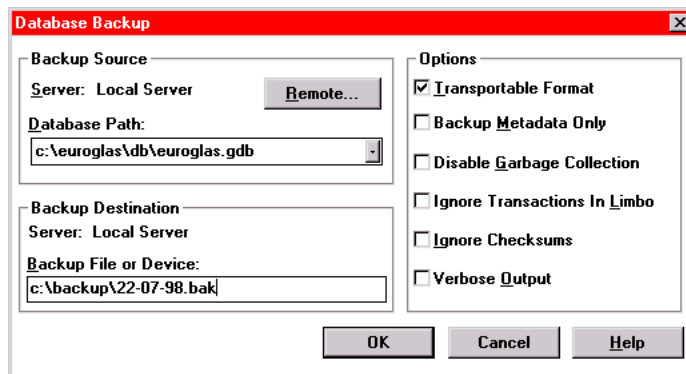 Database Backup
Backup Source
Server: Local Server
Remote...
Database Path:
c:\euroglas\db\euroglas.gdb
Backup Destination
Server: Local Server
Backup File or Device:
c:\backup\22-07-98.bak
Options
Transportable Format
Backup Metadata Only
Disable Garbage Collection
Ignore Transactions In Limbo
Ignore Checksums
Verbose Output
OK
Cancel
Help